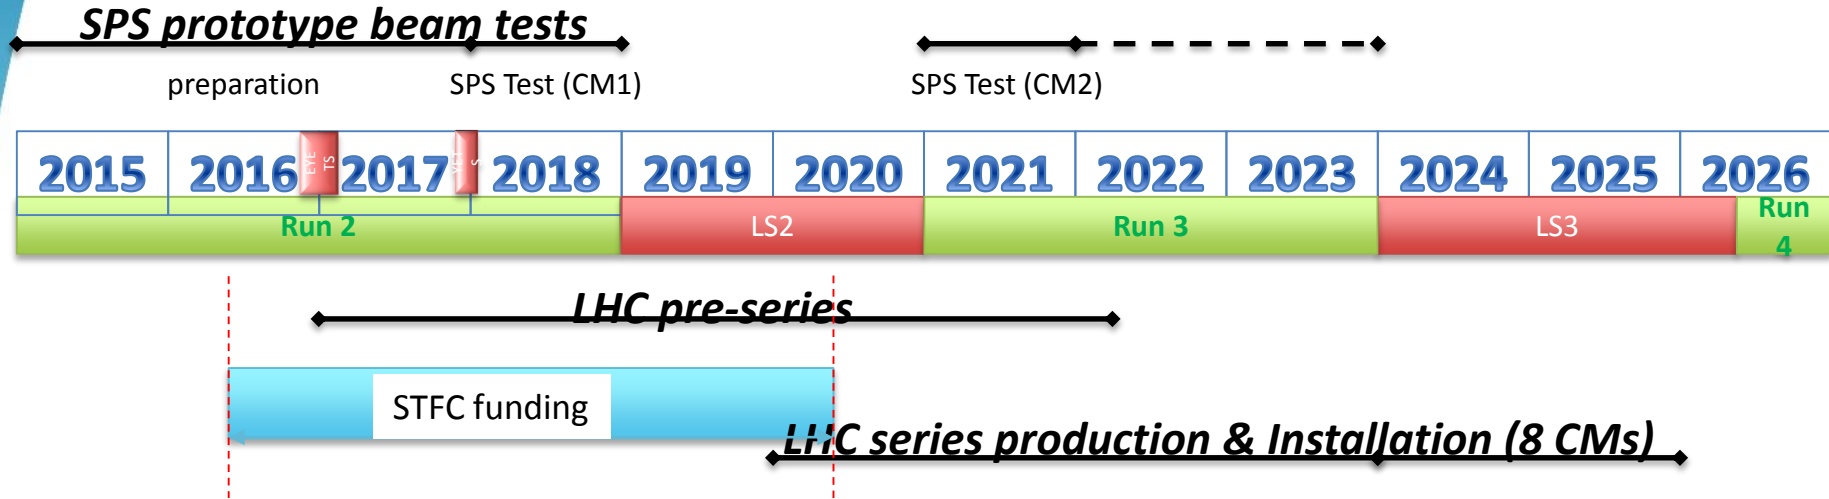 SPS prototype beam tests
preparation
SPS Test (CM1)
SPS Test (CM2)
2015 2016 EYE TS 2017 2018 2019 2020 2021 2022 2023 2024 2025 2026
Run 2
LS2
Run 3
LS3
Run
4
LHC pre-series
STFC funding
LHC series production & Installation (8 CMs)